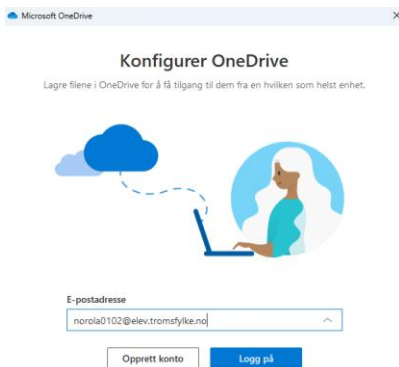 Microsoft OneDrive
Konfigurer OneDrive
Lagre filene i OneDrive for å få tilgang til dem fra en hvilken som helst enhet.
E-postadresse
norola0102@elev.tromsfylke.no
Opprett konto
Logg på